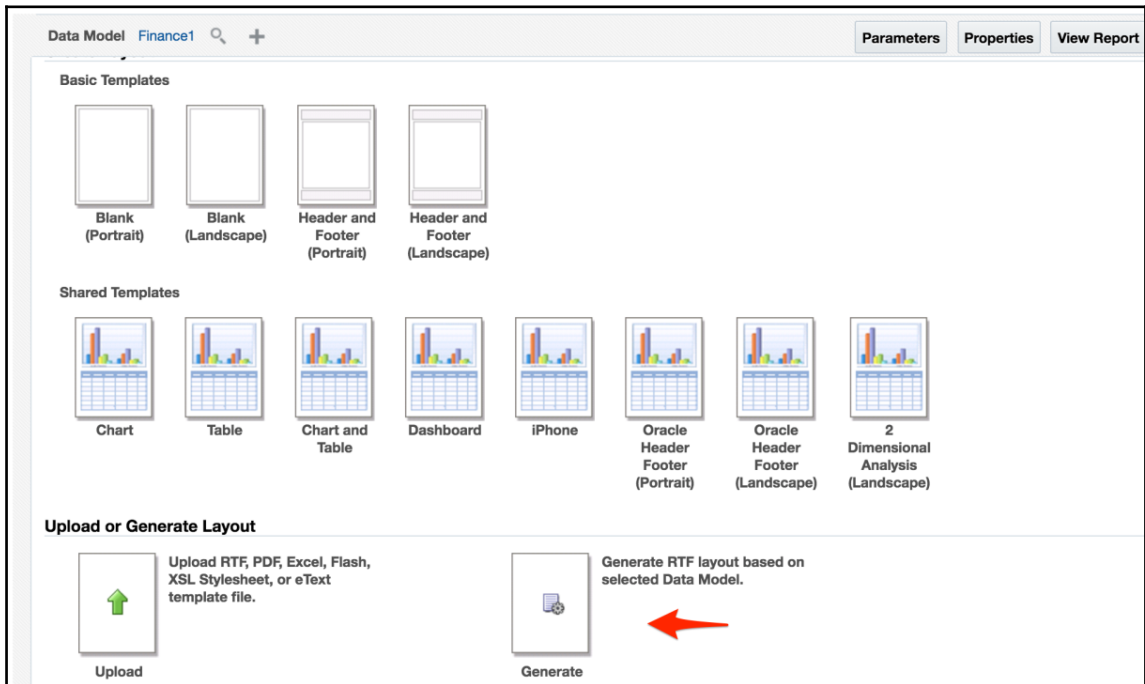 Data Model Finance1
Parameters
Properties
View Report
Basic Templates
Blank
(Portrait)
Blank
(Landscape)
Header and
Footer
(Portrait)
Header and
Footer
(Landscape)
Shared Templates
Chart
Table
Chart and
Table
Dashboard
iPhone
Oracle
Header
Footer
(Portrait)
Oracle
Header
Footer
(Landscape)
2
Dimensional
Analysis
(Landscape)
Upload or Generate Layout
Upload RTF, PDF, Excel, Flash,
XSL Stylesheet, or eText
template file.
Upload
Generate RTF layout based on
selected Data Model.
Generate